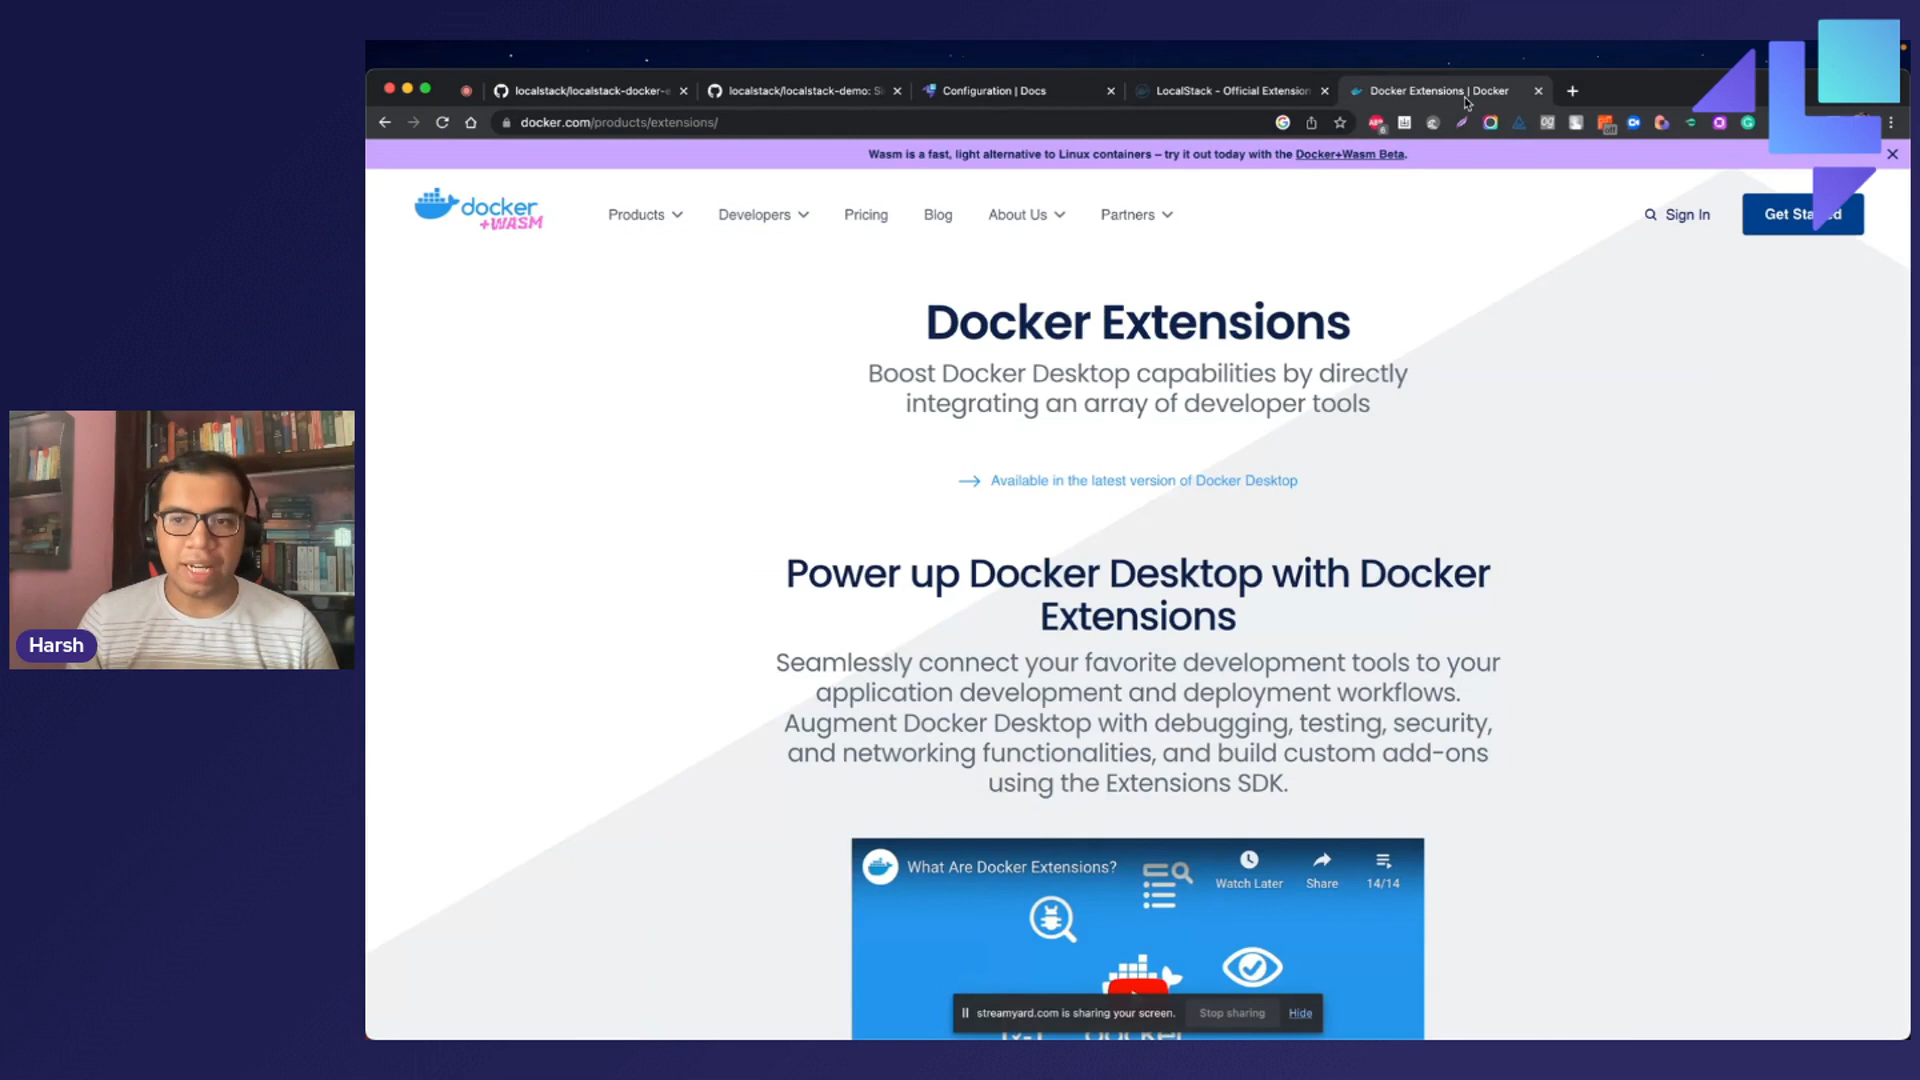 localstack/localstack-docker-e
localstack/localstack-demo: Si
Configuration | Docs
LocalStack - Official Extension
Docker Extensions | Docker
docker.com/products/extensions/
Wasm is a fast, light alternative to Linux containers – try it out today with the Docker+Wasm Beta.
docker
+WASM
Products
Developers
Pricing
Blog
About Us
Partners
Sign In
Get Sta d
Docker Extensions
Boost Docker Desktop capabilities by directly
integrating an array of developer tools
Available in the latest version of Docker Desktop
Power up Docker Desktop with Docker
Extensions
Seamlessly connect your favorite development tools to your
application development and deployment workflows.
Augment Docker Desktop with debugging, testing, security,
and networking functionalities, and build custom add-ons
using the Extensions SDK.
What Are Docker Extensions?
Watch Later
Share
14/14
streamyard.com is sharing your screen.
Stop sharing
Hide
Harsh